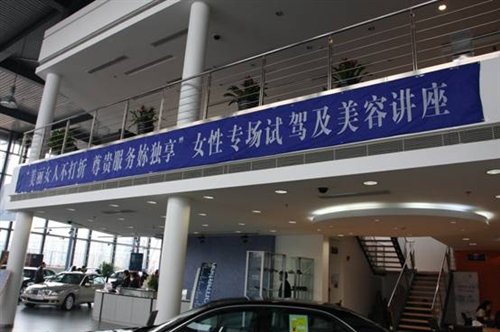 “美丽女人不打折 尊贵服务妳独享”女性专场试驾及美容讲座